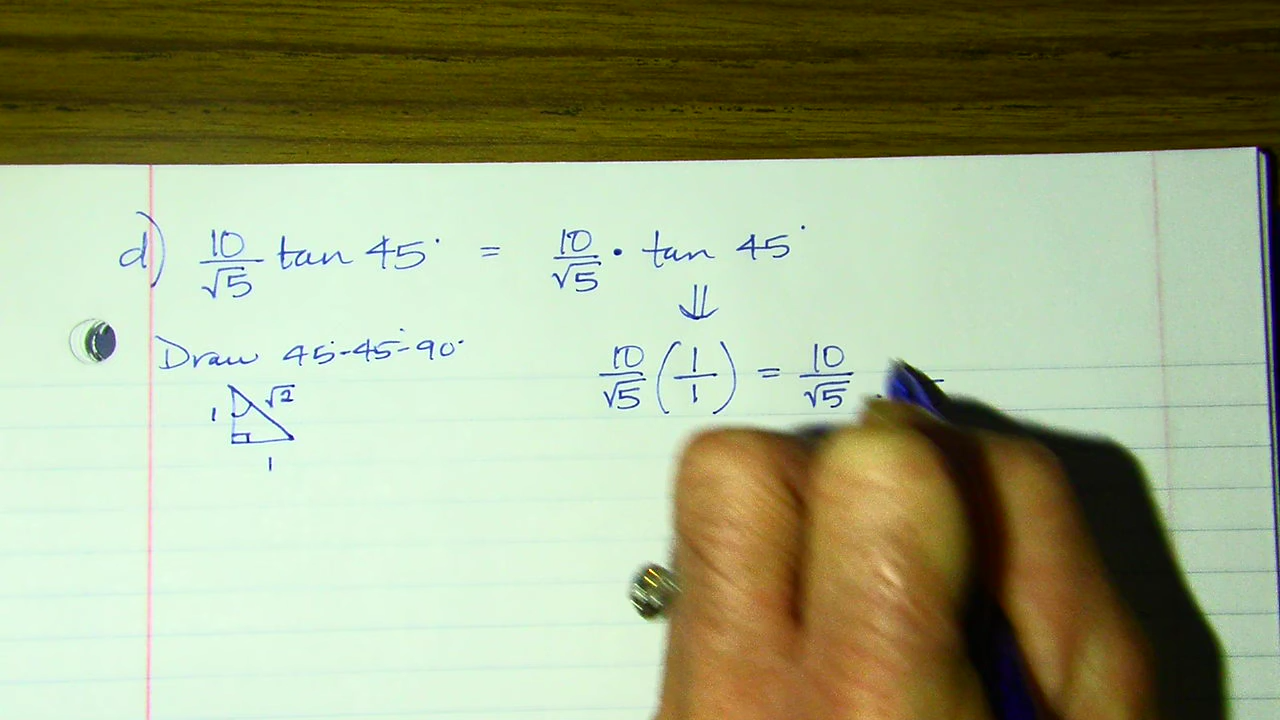 d) 10/√5 tan 45° = 10/√5 • tan 45°
⇓
Draw 45°-45°-90°
10/√5 (1/1) = 10/√5
1 √2
1